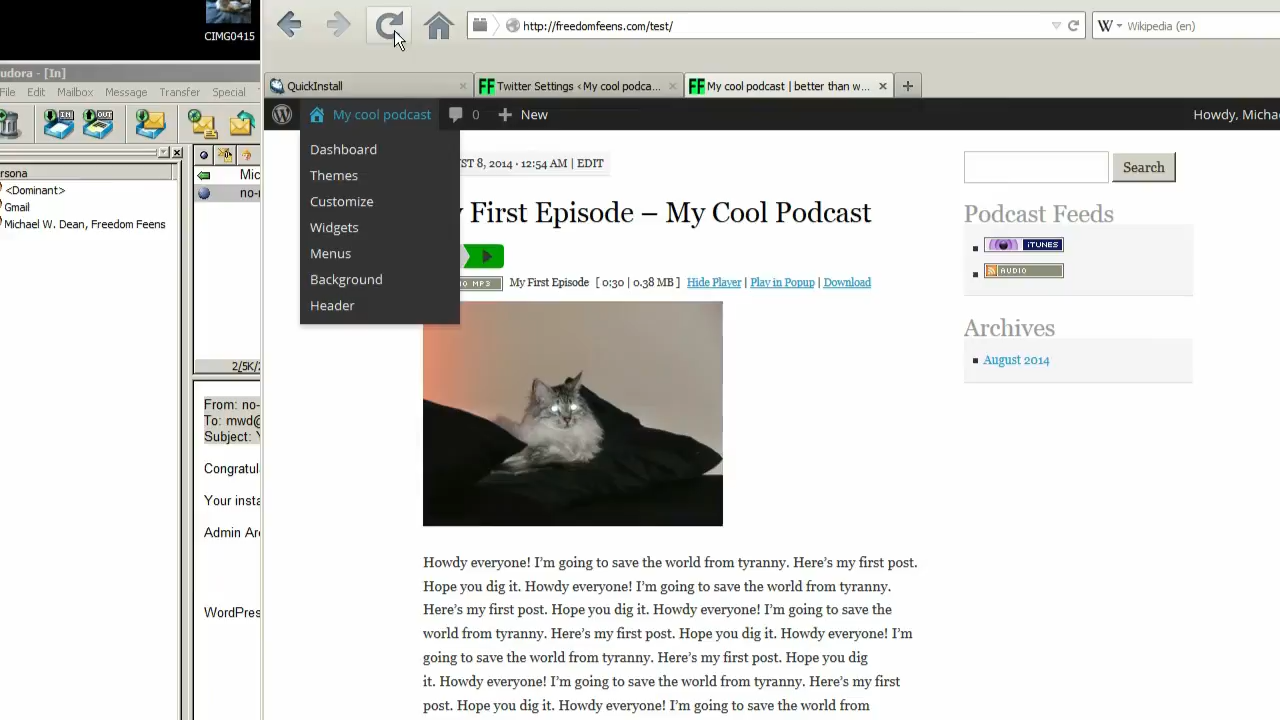 CIMG0415
udora - [In]
File Edit Mailbox Message Transfer Special
IN OUT
rsona
<Dominant>
Gmail
Michael W. Dean, Freedom Feens
Mic
no-r
2/5K/2
From: no-
To: mwd@
Subject: Y
Congratul
Your insta
Admin Are
WordPres
http://freedomfeens.com/test/
W Wikipedia (en)
QuickInstall
FF Twitter Settings ‹ My cool podca...
FF My cool podcast | better than w...
My cool podcast 0 + New
Howdy, Michae
Dashboard
Themes
Customize
Widgets
Menus
Background
Header
ST 8, 2014 · 12:54 AM | EDIT
y First Episode – My Cool Podcast
O MP3 My First Episode [ 0:30 | 0.38 MB ] Hide Player | Play in Popup | Download
Howdy everyone! I'm going to save the world from tyranny. Here's my first post.
Hope you dig it. Howdy everyone! I'm going to save the world from tyranny.
Here's my first post. Hope you dig it. Howdy everyone! I'm going to save the
world from tyranny. Here's my first post. Hope you dig it. Howdy everyone! I'm
going to save the world from tyranny. Here's my first post. Hope you dig
it. Howdy everyone! I'm going to save the world from tyranny. Here's my first
post. Hope you dig it. Howdy everyone! I'm going to save the world from
Search
Podcast Feeds
iTUNES
AUDIO
Archives
August 2014